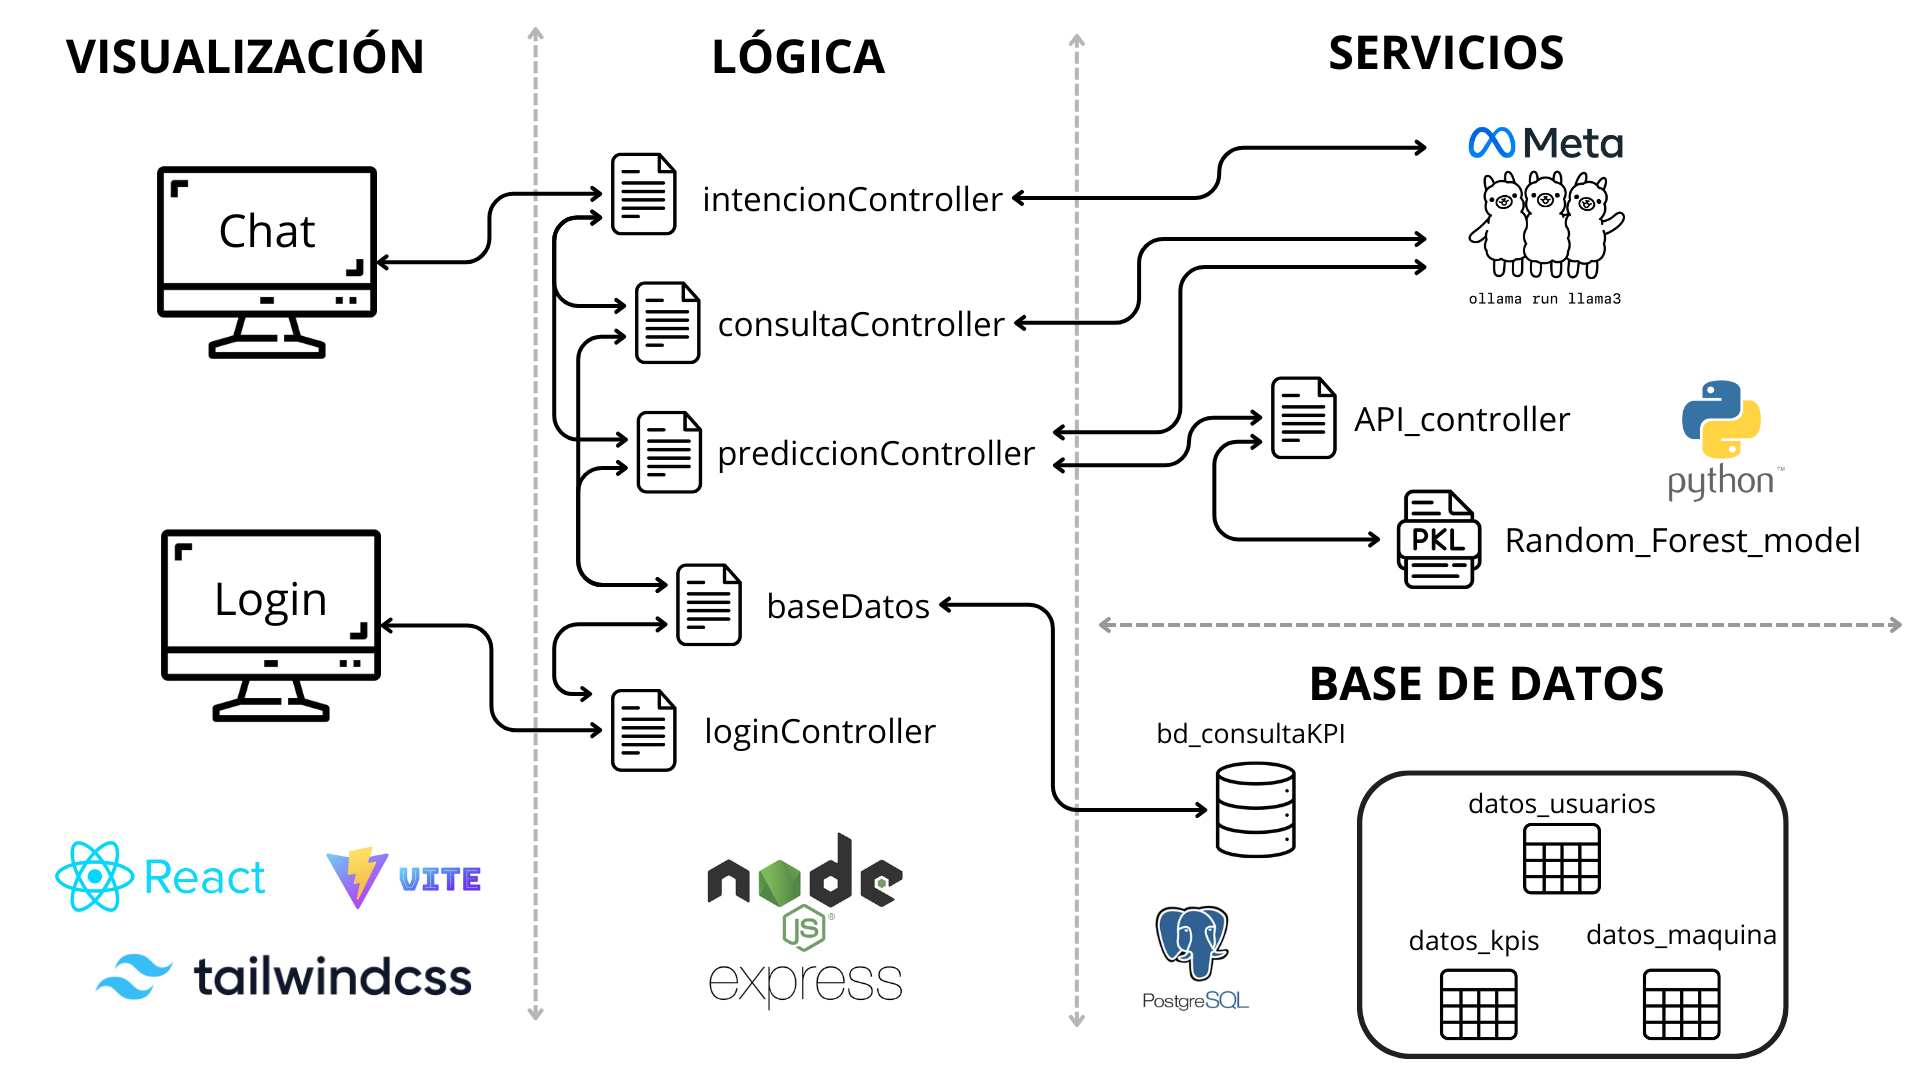 VISUALIZACIÓN
Chat
Login
React
VITE
tailwindcss
LÓGICA
intencionController
consultaController
prediccionController
baseDatos
loginController
node
JS ®
express
SERVICIOS
Meta
ollama run llama3
API_controller
python™
PKL
Random_Forest_model
BASE DE DATOS
bd_consultaKPI
PostgreSQL
datos_usuarios
datos_kpis
datos_maquina